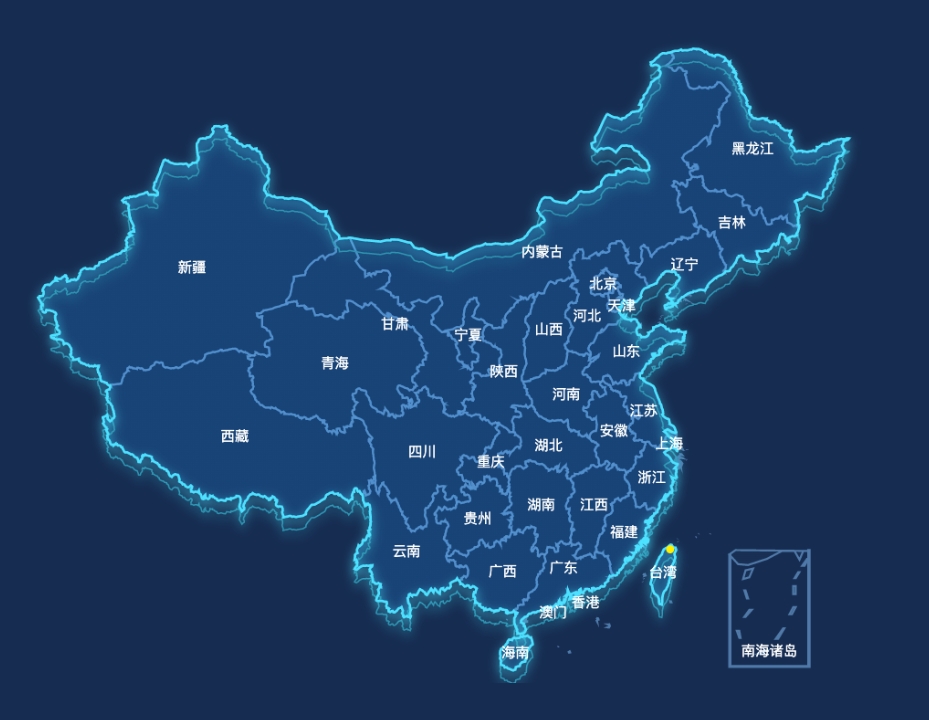 黑龙江
吉林
内蒙古
辽宁
新疆
北京
天津
河北
甘肃
山西
宁夏
山东
青海
陕西
河南
江苏
安徽
西藏
上海
湖北
四川
重庆
浙江
湖南
江西
贵州
福建
云南
广东
广西
台湾
香港
澳门
海南
南海诸岛